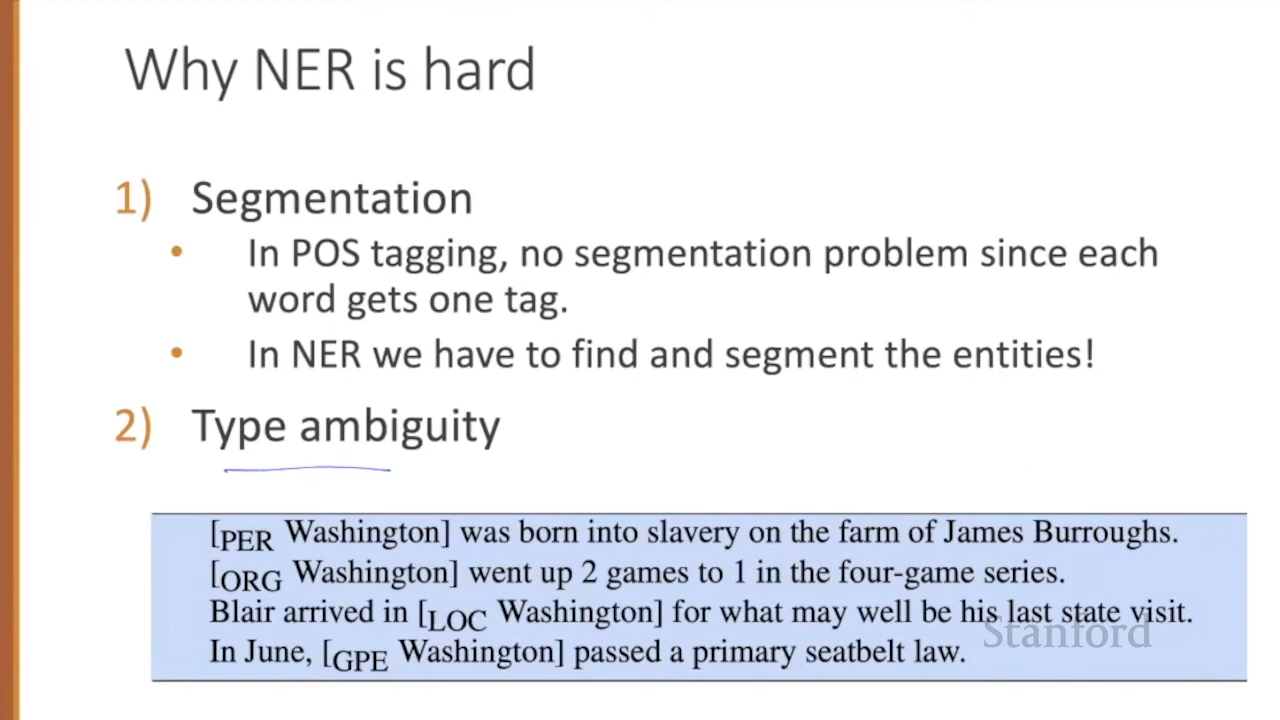 Why NER is hard
1) Segmentation
• In POS tagging, no segmentation problem since each
word gets one tag.
• In NER we have to find and segment the entities!
2) Type ambiguity
[PER Washington] was born into slavery on the farm of James Burroughs.
[ORG Washington] went up 2 games to 1 in the four-game series.
Blair arrived in [LOC Washington] for what may well be his last state visit.
In June, [GPE Washington] passed a primary seatbelt law.
Stanford